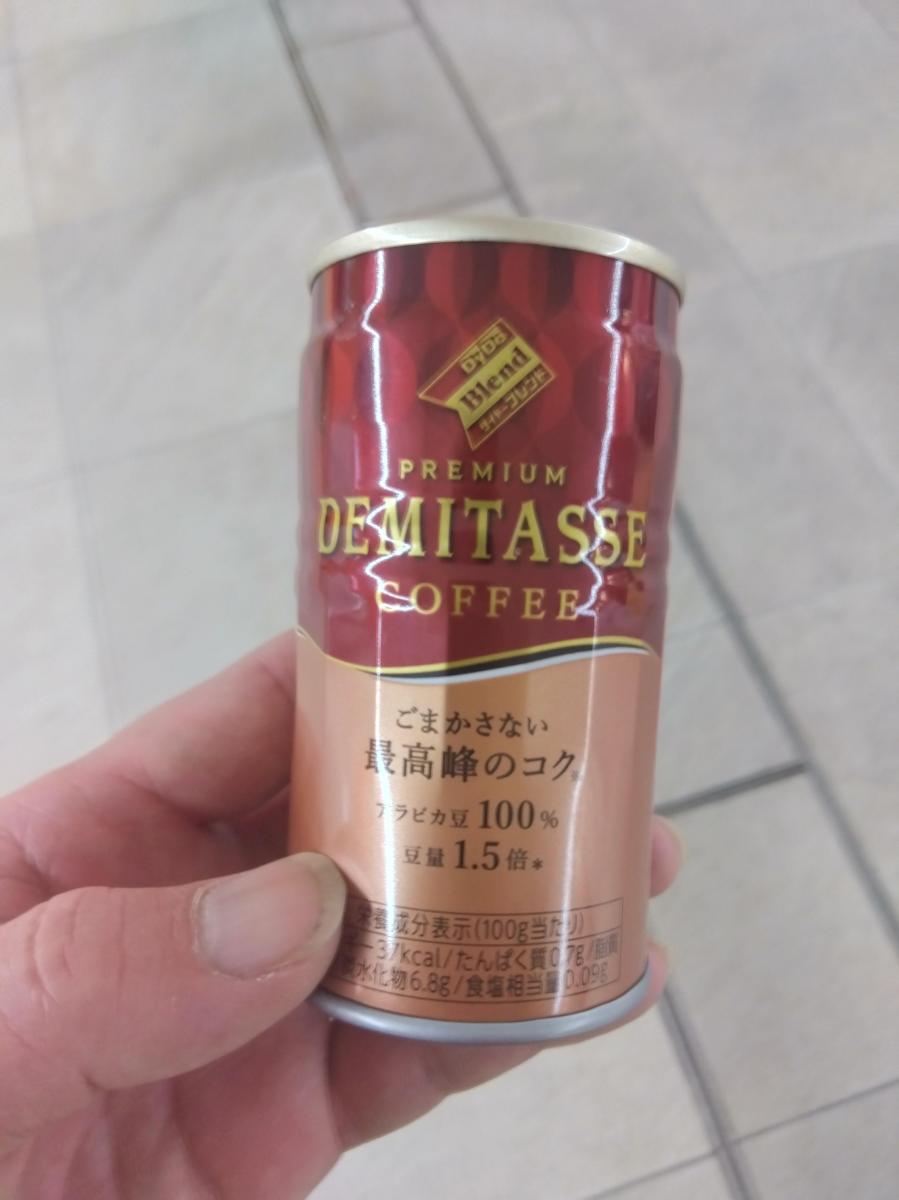 DyDo
Blend
ダイドーブレンド
PREMIUM
DEMITASSE
COFFEE
ごまかさない
最高峰のコク※
アラビカ豆 100%
豆量 1.5倍*
栄養成分表示(100g当たり)
37kcal/たんぱく質0.7g/脂質
水化物6.8g/食塩相当量0.09g